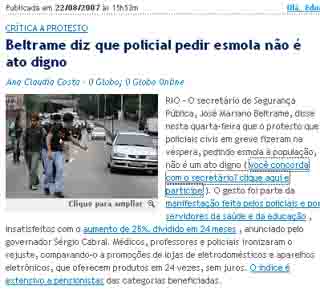 Publicada em 22/08/2007 às 15h53m
Olá, Edu
CRÍTICA A PROTESTO
Beltrame diz que policial pedir esmola não é
ato digno
Ana Claudia Costa - O Globo; O Globo Online
RIO - O secretário de Segurança
Pública, José Mariano Beltrame, disse
nesta quarta-feira que o protesto que
policiais civis em greve fizeram na
véspera, pedindo esmola à população,
não é um ato digno (você concorda
com o secretário? clique aqui e
participe). O gesto foi parte da
Clique para ampliar
manifestação feita pelos policiais e por
servidores da saúde e da educação ,
insatisfeitos com o aumento de 25%, dividido em 24 meses , anunciado pelo
governador Sérgio Cabral. Médicos, professores e policiais ironizaram o
reajuste, comparando-o a promoções de lojas de eletrodomésticos e aparelhos
eletrônicos, que oferecem produtos em 24 vezes, sem juros. O índice é
extensivo a pensionistas das categorias beneficiadas.